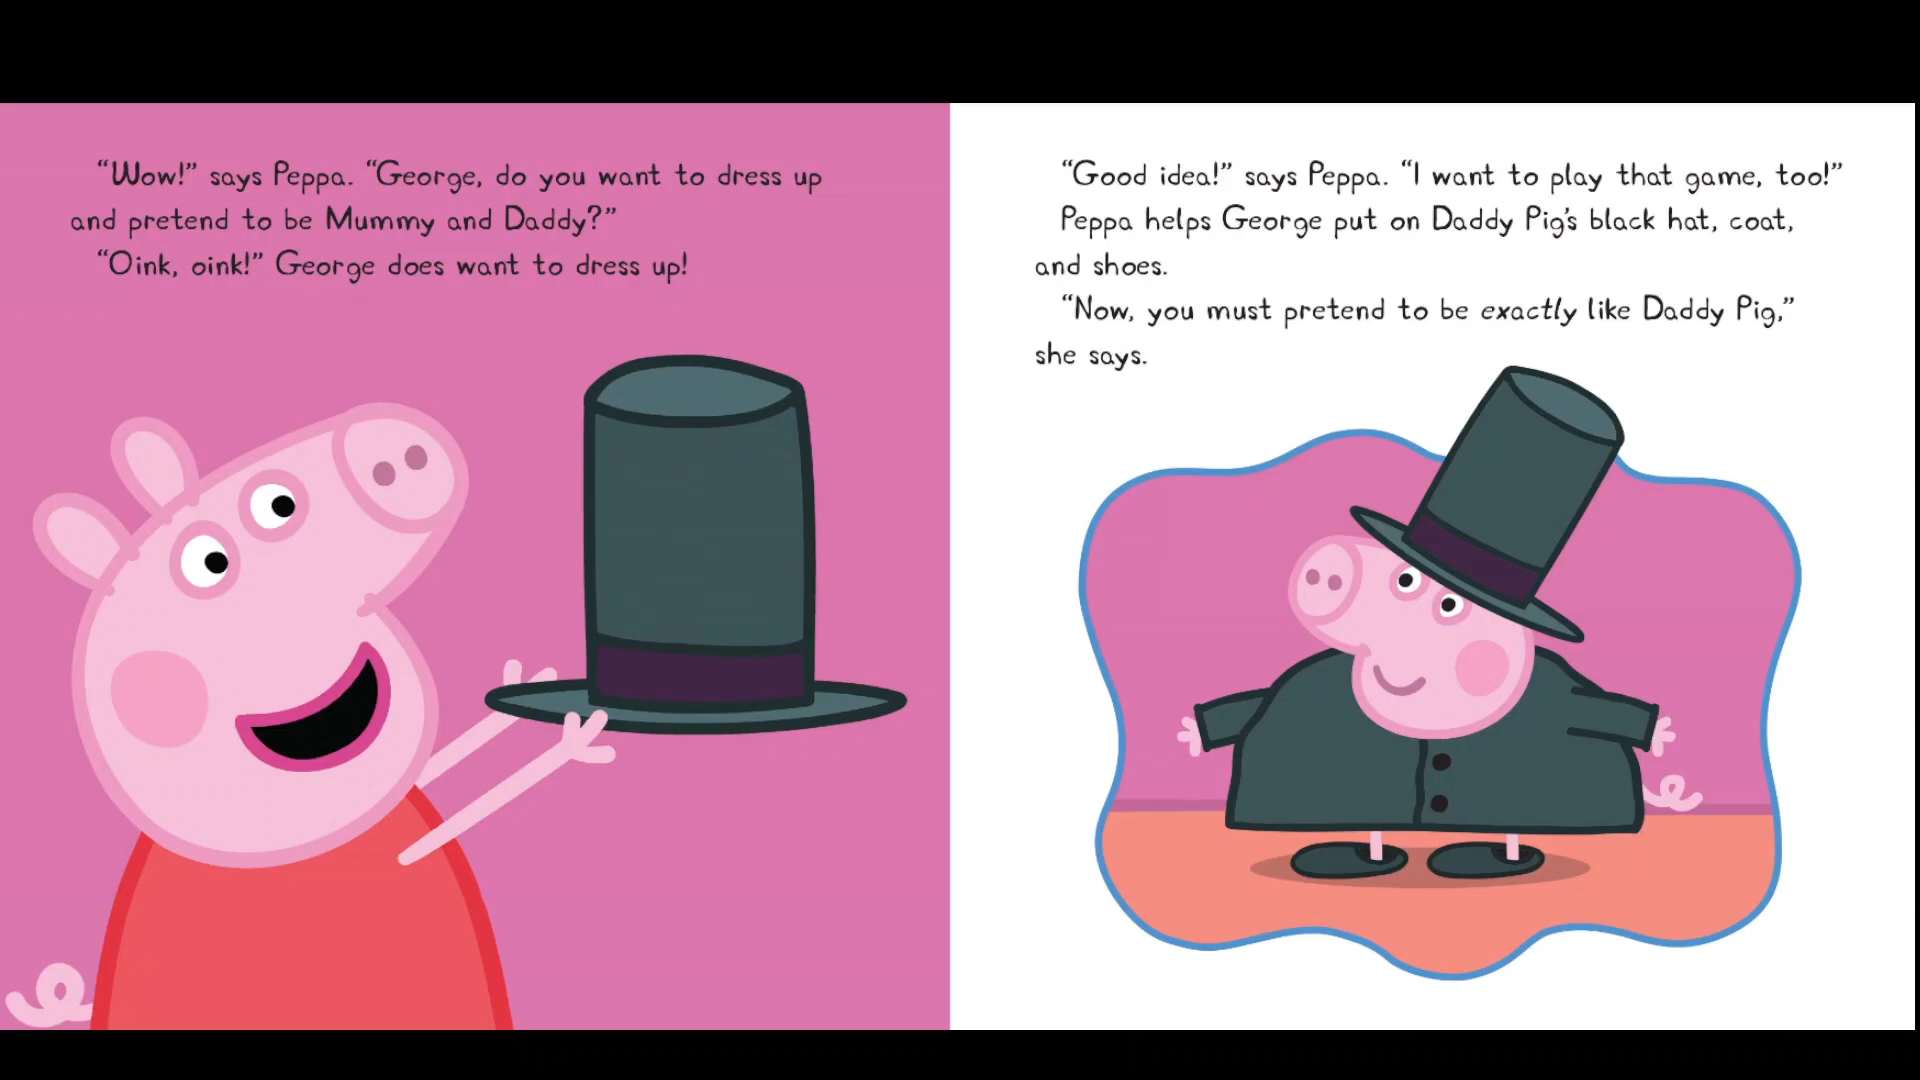 “Wow!” says Peppa. “George, do you want to dress up
and pretend to be Mummy and Daddy?”
“Oink, oink!” George does want to dress up!
“Good idea!” says Peppa. “I want to play that game, too!”
Peppa helps George put on Daddy Pig’s black hat, coat,
and shoes.
“Now, you must pretend to be exactly like Daddy Pig,”
she says.